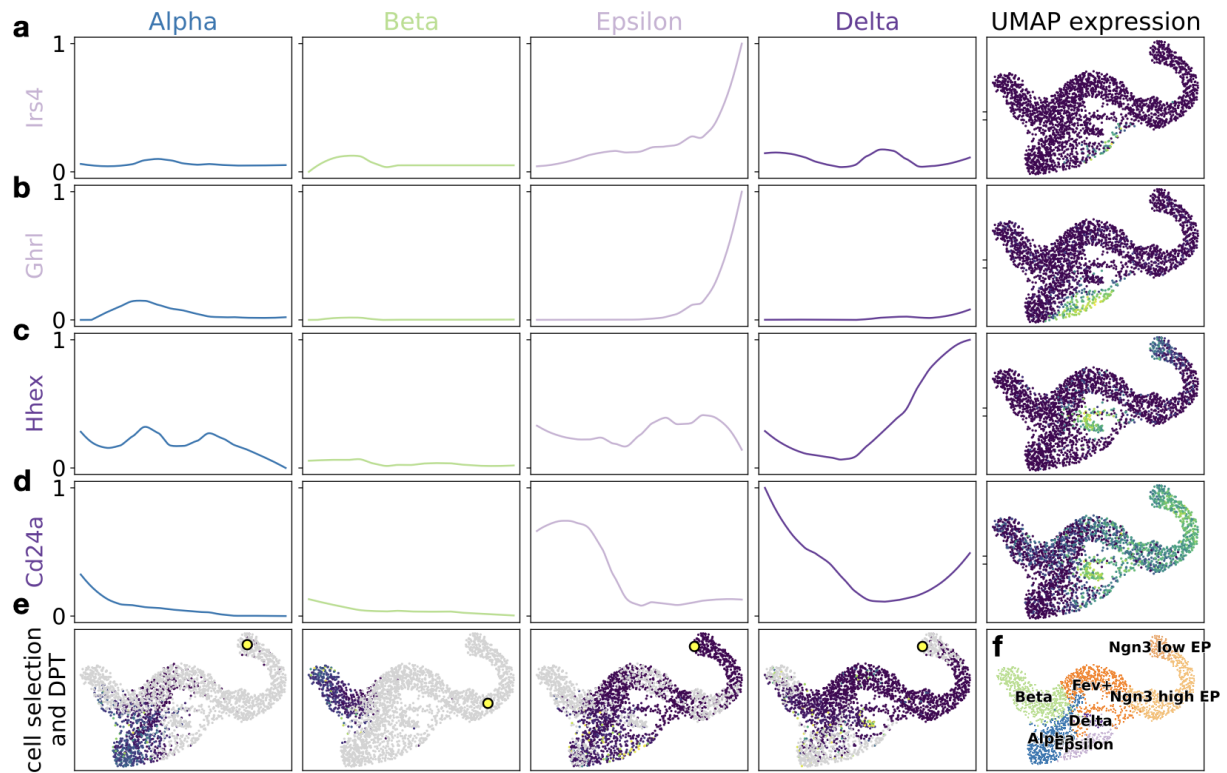 a Alpha Beta Epsilon Delta UMAP expression
1
Irs4
0
b
1
Ghrl
0
c
1
Hhex
0
d
1
Cd24a
0
e
cell selection
and DPT
f
Ngn3 low EP
Fev+
Beta
Ngn3 high EP
Delta
Alpha
Epsilon